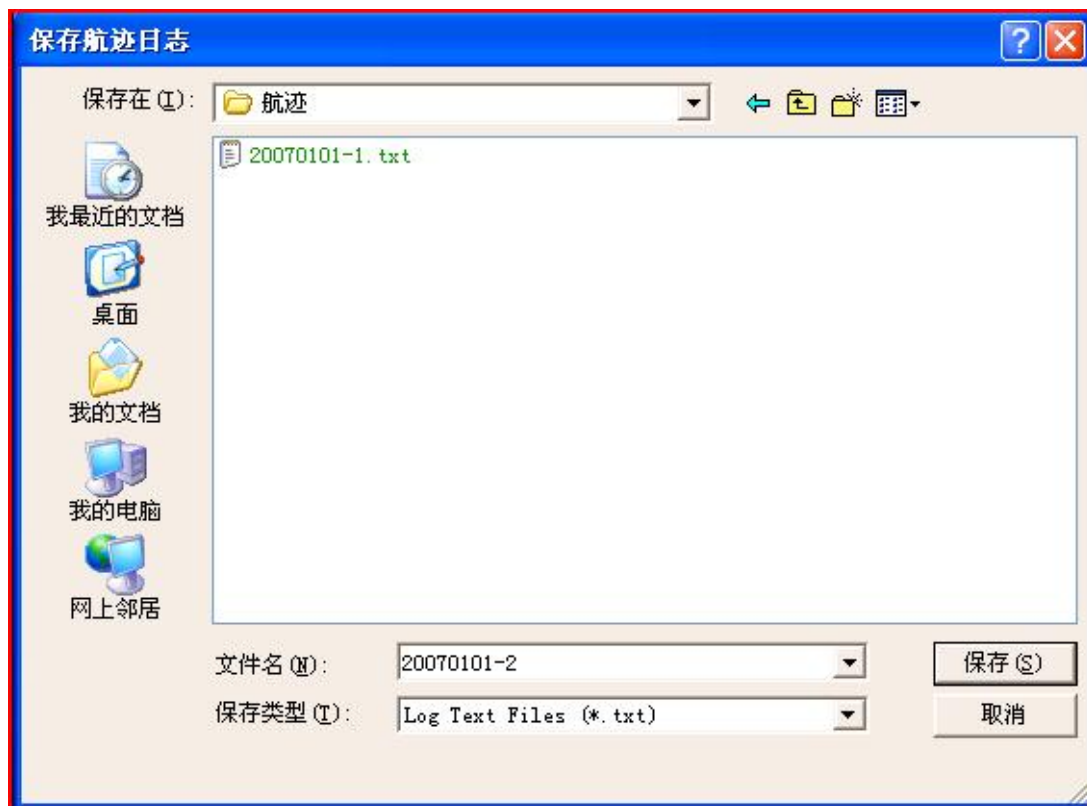 保存航迹日志
保存在(I): 航迹
20070101-1.txt
我最近的文档
桌面
我的文档
我的电脑
网上邻居
文件名(N): 20070101-2 保存(S)
保存类型(T): Log Text Files (*.txt) 取消